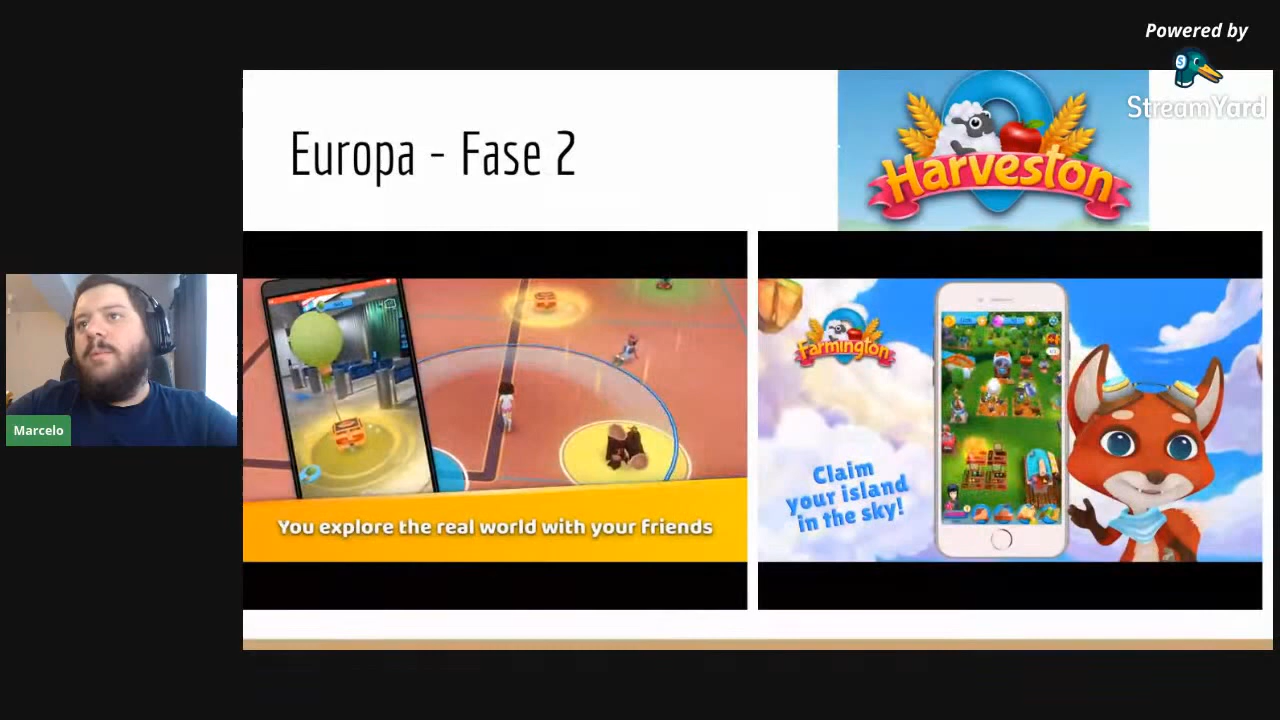 Powered by
StreamYard
Europa - Fase 2
Harveston
You explore the real world with your friends
Farmington
Claim
your island
in the sky!
Marcelo